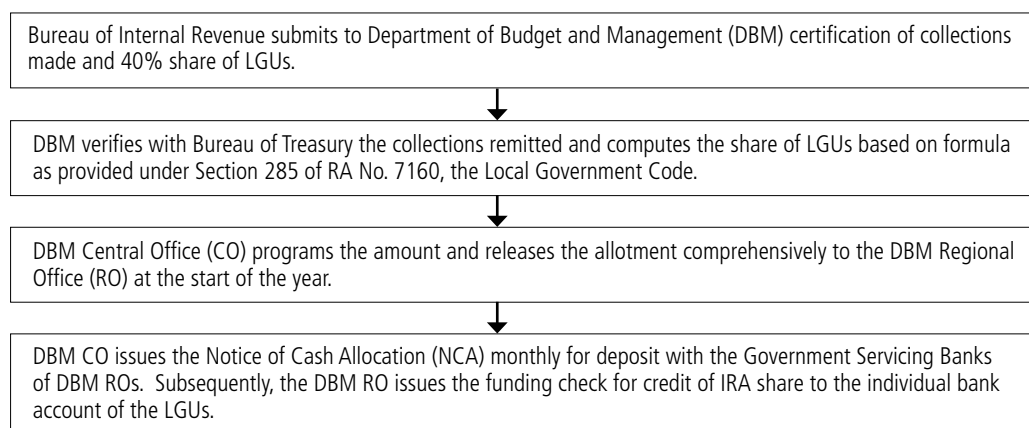 Bureau of Internal Revenue submits to Department of Budget and Management (DBM) certification of collections
made and 40% share of LGUs.
DBM verifies with Bureau of Treasury the collections remitted and computes the share of LGUs based on formula
as provided under Section 285 of RA No. 7160, the Local Government Code.
DBM Central Office (CO) programs the amount and releases the allotment comprehensively to the DBM Regional
Office (RO) at the start of the year.
DBM CO issues the Notice of Cash Allocation (NCA) monthly for deposit with the Government Servicing Banks
of DBM ROs. Subsequently, the DBM RO issues the funding check for credit of IRA share to the individual bank
account of the LGUs.